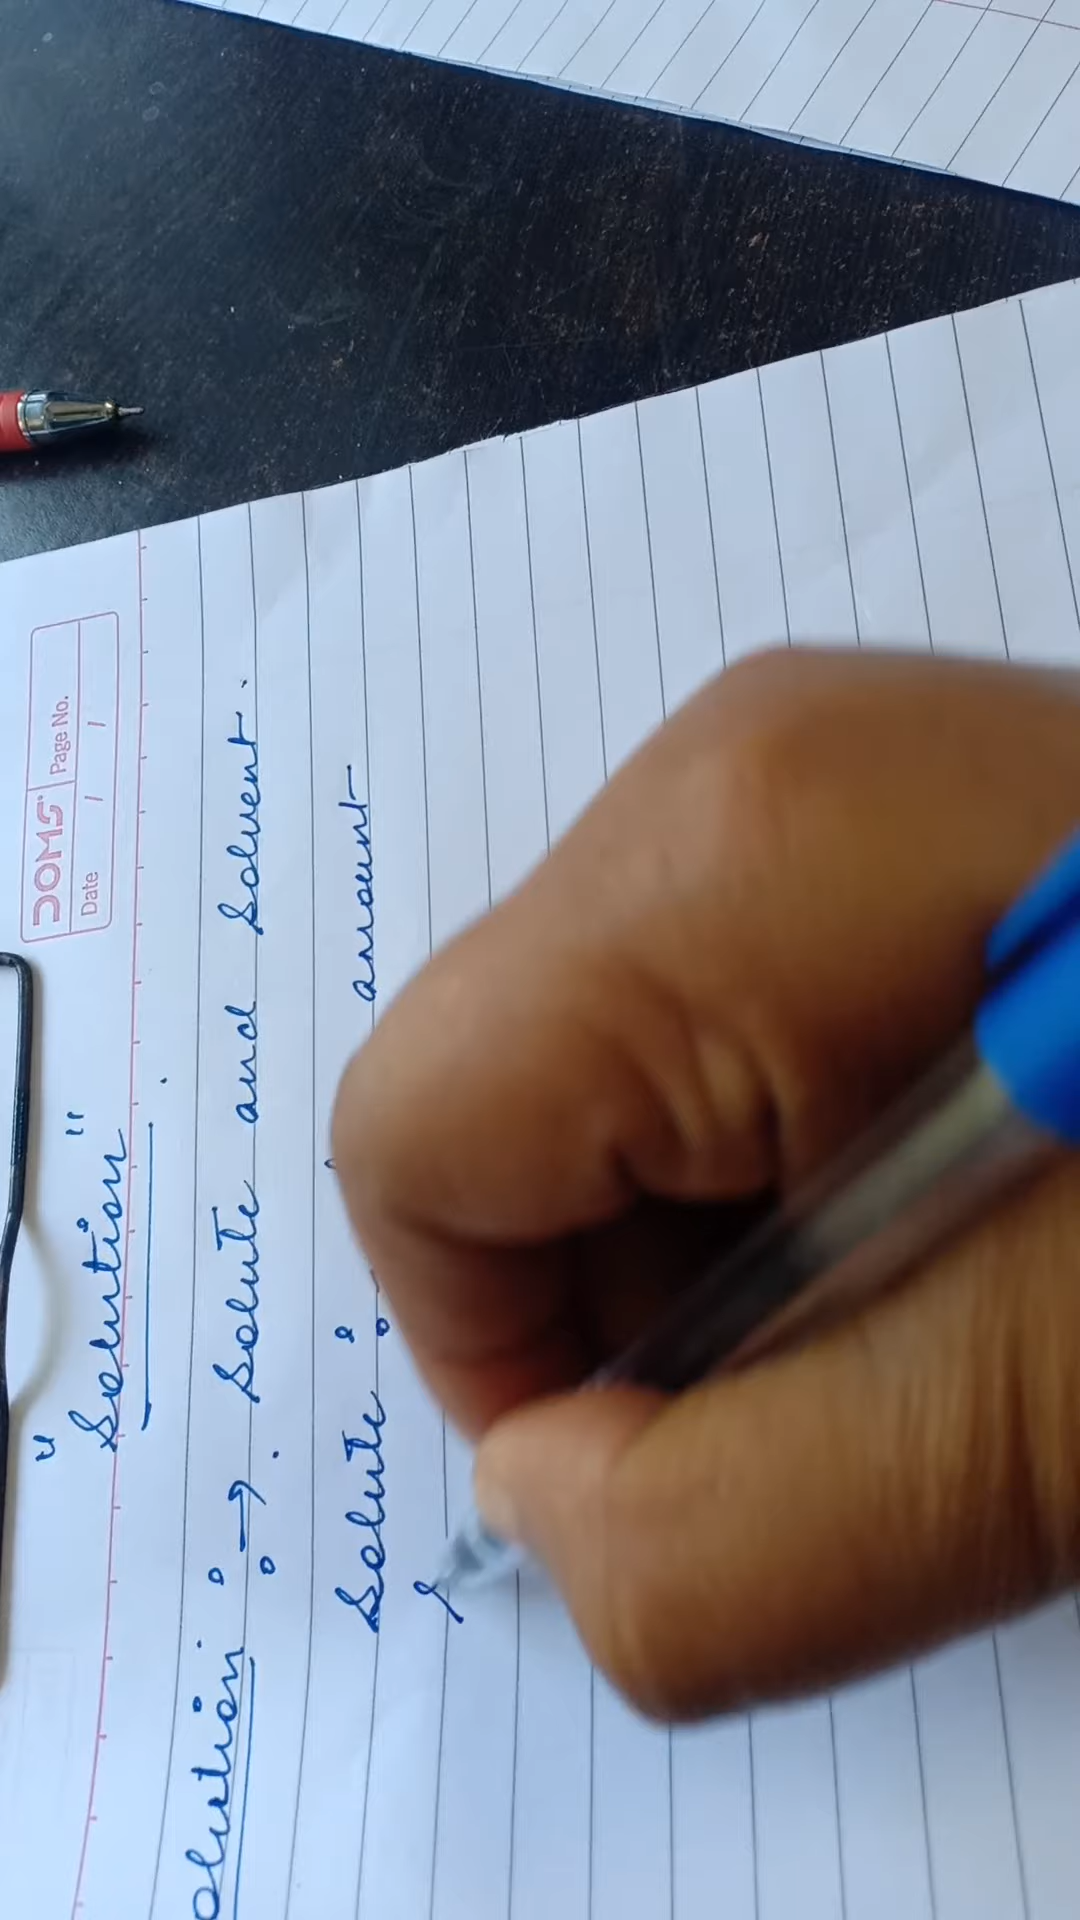 DOMS Page No.
Date / /
"Solution"
olution :→ Solute and Solvent.
Solute : amount
S